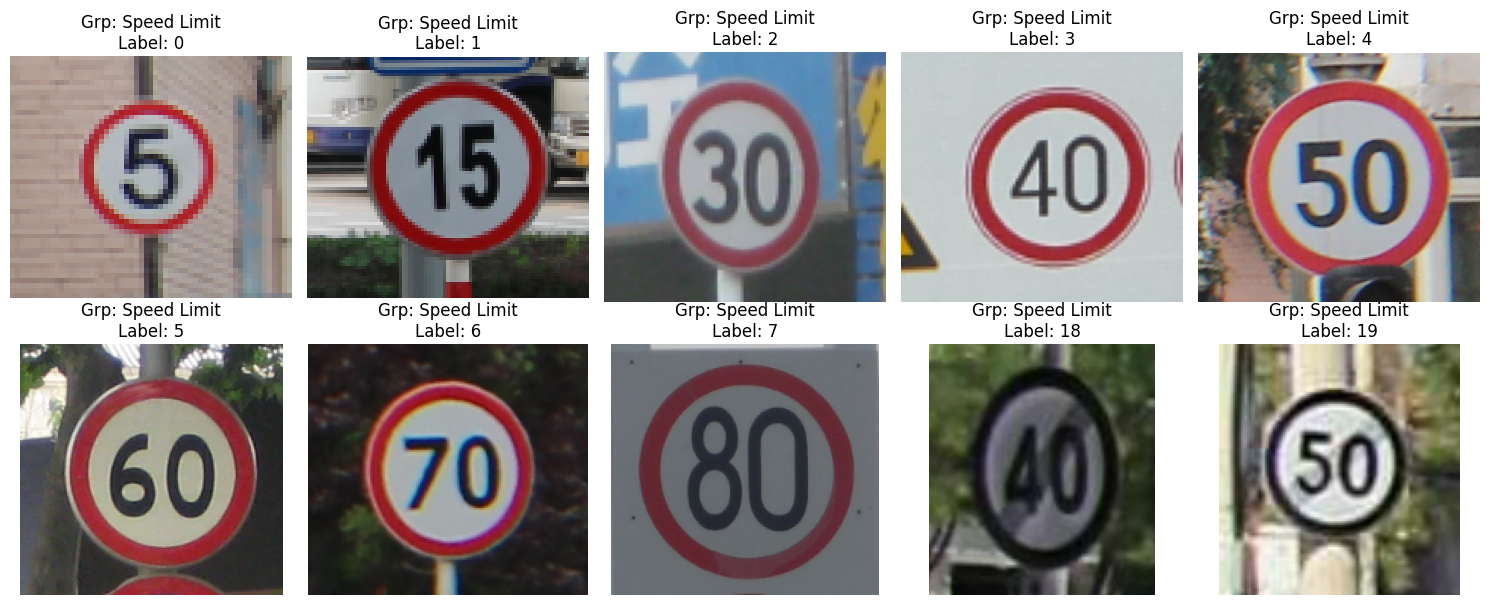 Grp: Speed Limit
Label: 0
5
Grp: Speed Limit
Label: 1
15
Grp: Speed Limit
Label: 2
30
Grp: Speed Limit
Label: 3
40
Grp: Speed Limit
Label: 4
50
Grp: Speed Limit
Label: 5
60
Grp: Speed Limit
Label: 6
70
Grp: Speed Limit
Label: 7
80
Grp: Speed Limit
Label: 18
40
Grp: Speed Limit
Label: 19
50